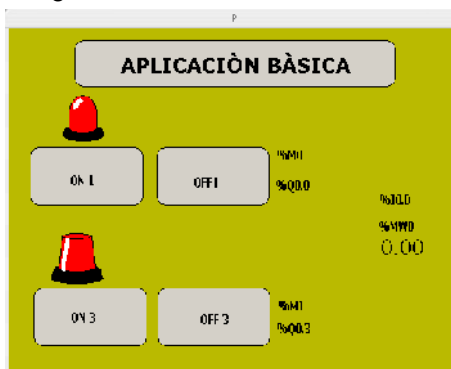 P
APLICACIÒN BÀSICA
ON 1
OFF1
%M0
%Q0.0
%I0.0
%MW0
0.00
ON 3
OFF 3
%M1
%Q0.3